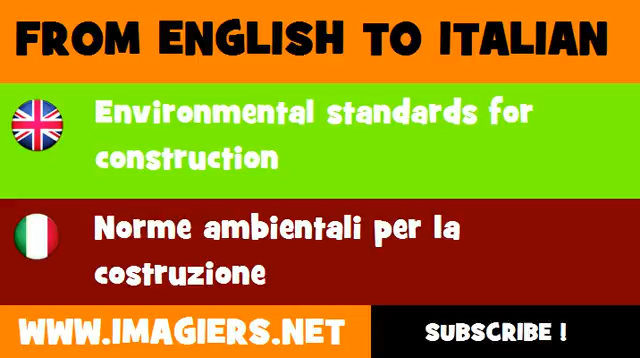 FROM ENGLISH TO ITALIAN
Environmental standards for
construction
Norme ambientali per la
costruzione
WWW.IMAGIERS.NET
SUBSCRIBE !